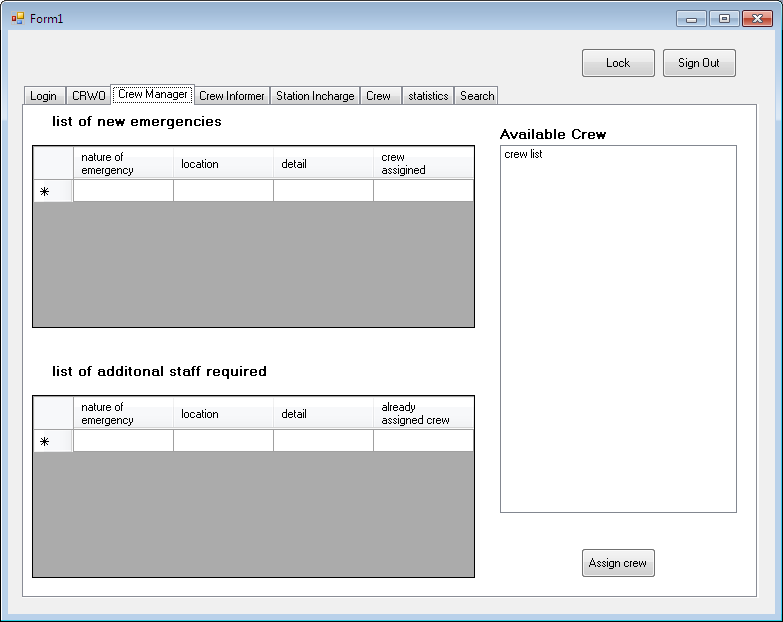 Form1
Lock
Sign Out
Login
CRWO
Crew Manager
Crew Informer
Station Incharge
Crew
statistics
Search
list of new emergencies
nature of
emergency
location
detail
crew
assigined
Available Crew
crew list
list of additonal staff required
nature of
emergency
location
detail
already
assigned crew
Assign crew